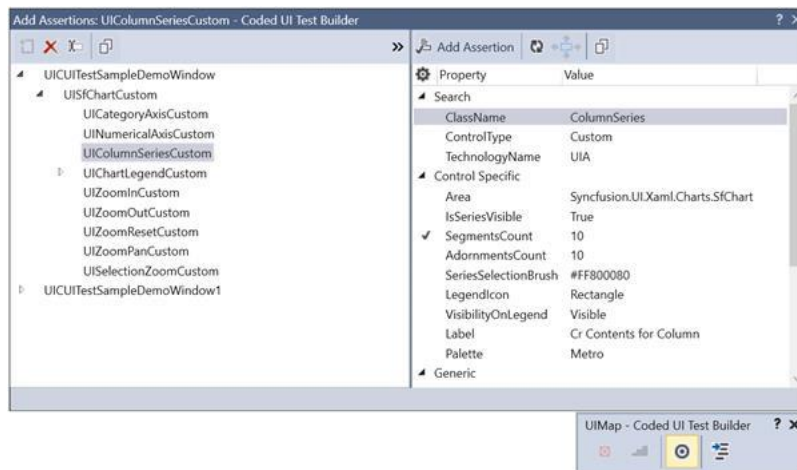 Add Assertions: UIColumnSeriesCustom - Coded UI Test Builder ? X
» Add Assertion
Property Value
UICUITestSampleDemoWindow
UISfChartCustom
UICategoryAxisCustom
UINumericalAxisCustom
UIColumnSeriesCustom
UIChartLegendCustom
UIZoomInCustom
UIZoomOutCustom
UIZoomResetCustom
UIZoomPanCustom
UISelectionZoomCustom
UICUITestSampleDemoWindow1
Search
ClassName ColumnSeries
ControlType Custom
TechnologyName UIA
Control Specific
Area Syncfusion.UI.Xaml.Charts.SfChart
IsSeriesVisible True
SegmentsCount 10
AdornmentsCount 10
SeriesSelectionBrush #FF800080
LegendIcon Rectangle
VisibilityOnLegend Visible
Label Cr Contents for Column
Palette Metro
Generic
UIMap - Coded UI Test Builder ? X